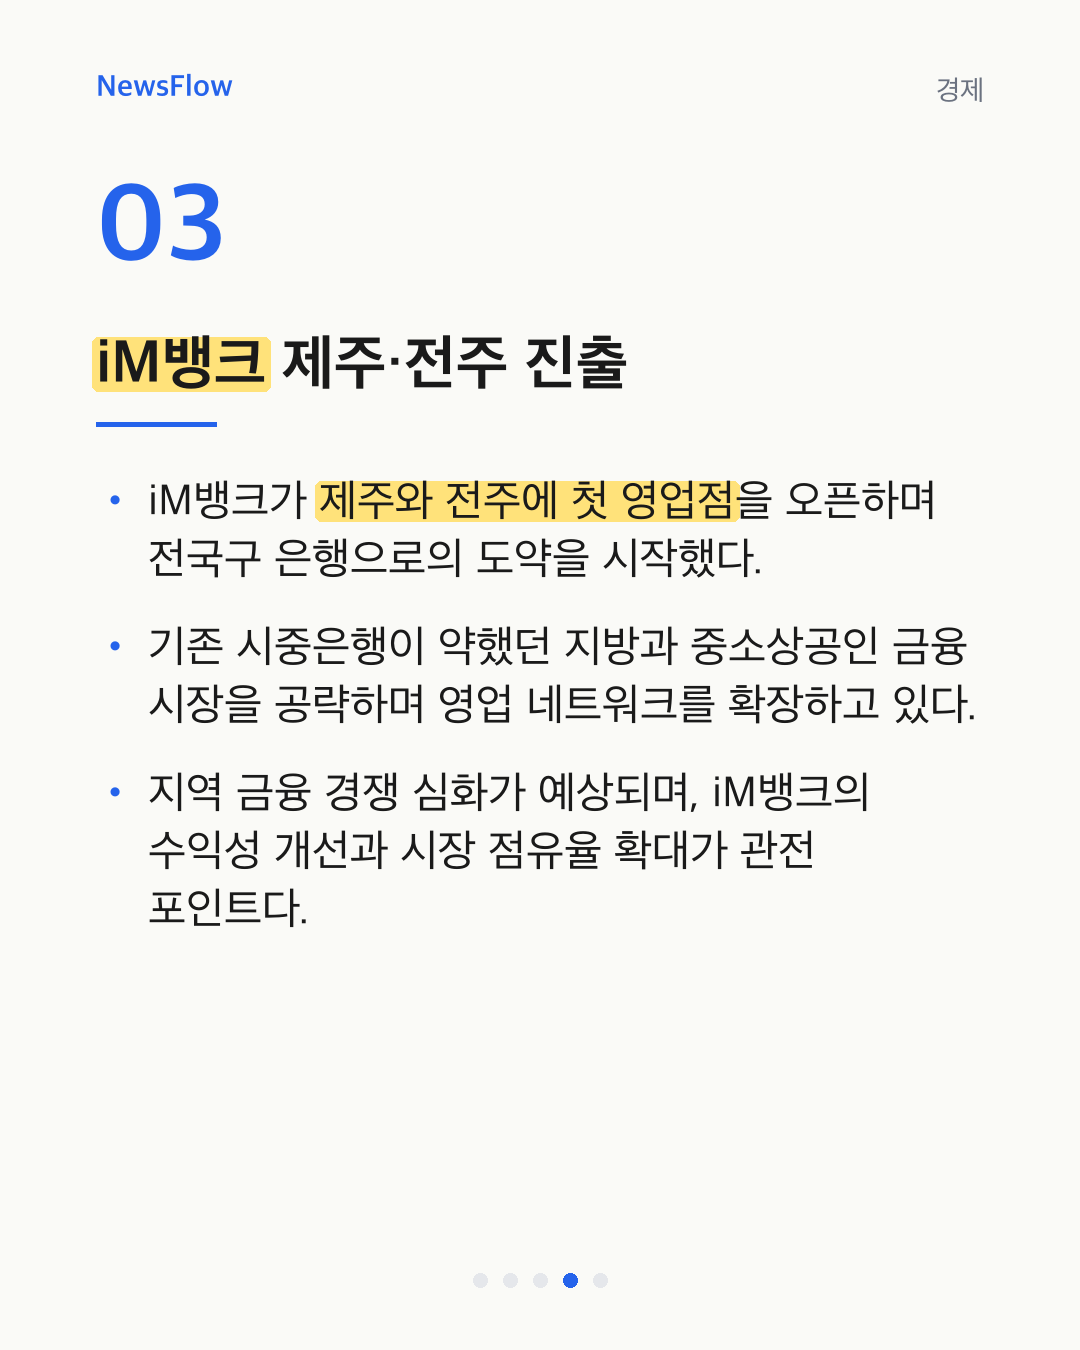 NewsFlow
경제
03
iM뱅크 제주·전주 진출
• iM뱅크가 제주와 전주에 첫 영업점을 오픈하며
전국구 은행으로의 도약을 시작했다.
• 기존 시중은행이 약했던 지방과 중소상공인 금융
시장을 공략하며 영업 네트워크를 확장하고 있다.
• 지역 금융 경쟁 심화가 예상되며, iM뱅크의
수익성 개선과 시장 점유율 확대가 관전
포인트다.